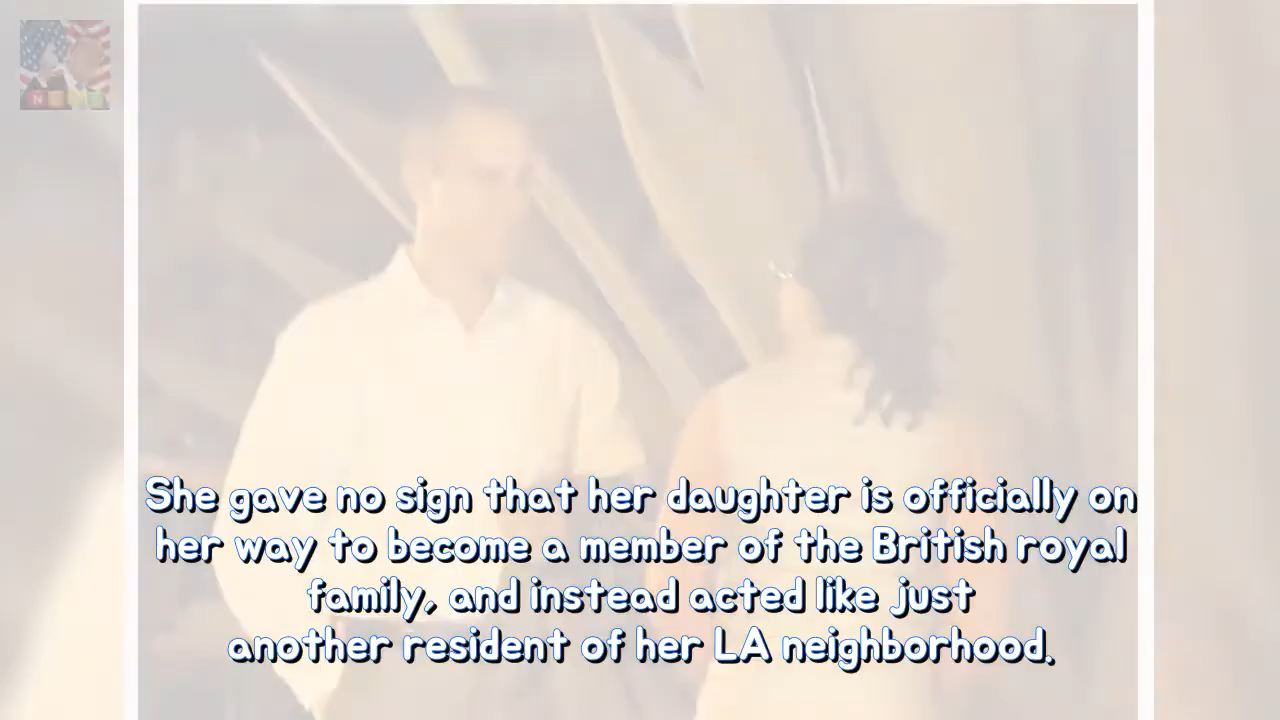 She gave no sign that her daughter is officially on
her way to become a member of the British royal
family, and instead acted like just
another resident of her LA neighborhood.